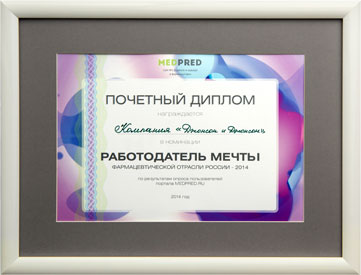 MEDPRED
ПОЧЕТНЫЙ ДИПЛОМ
награждается
Компания «Джонсон и Джонсон»
в номинации
РАБОТОДАТЕЛЬ МЕЧТЫ
ФАРМАЦЕВТИЧЕСКОЙ ОТРАСЛИ РОССИИ - 2014
по результатам опроса пользователей
портала MEDPRED.RU
2014 год